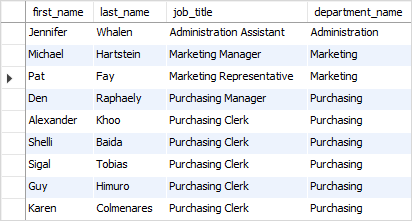 first_name last_name job_title department_name
Jennifer Whalen Administration Assistant Administration
Michael Hartstein Marketing Manager Marketing
Pat Fay Marketing Representative Marketing
Den Raphaely Purchasing Manager Purchasing
Alexander Khoo Purchasing Clerk Purchasing
Shelli Baida Purchasing Clerk Purchasing
Sigal Tobias Purchasing Clerk Purchasing
Guy Himuro Purchasing Clerk Purchasing
Karen Colmenares Purchasing Clerk Purchasing